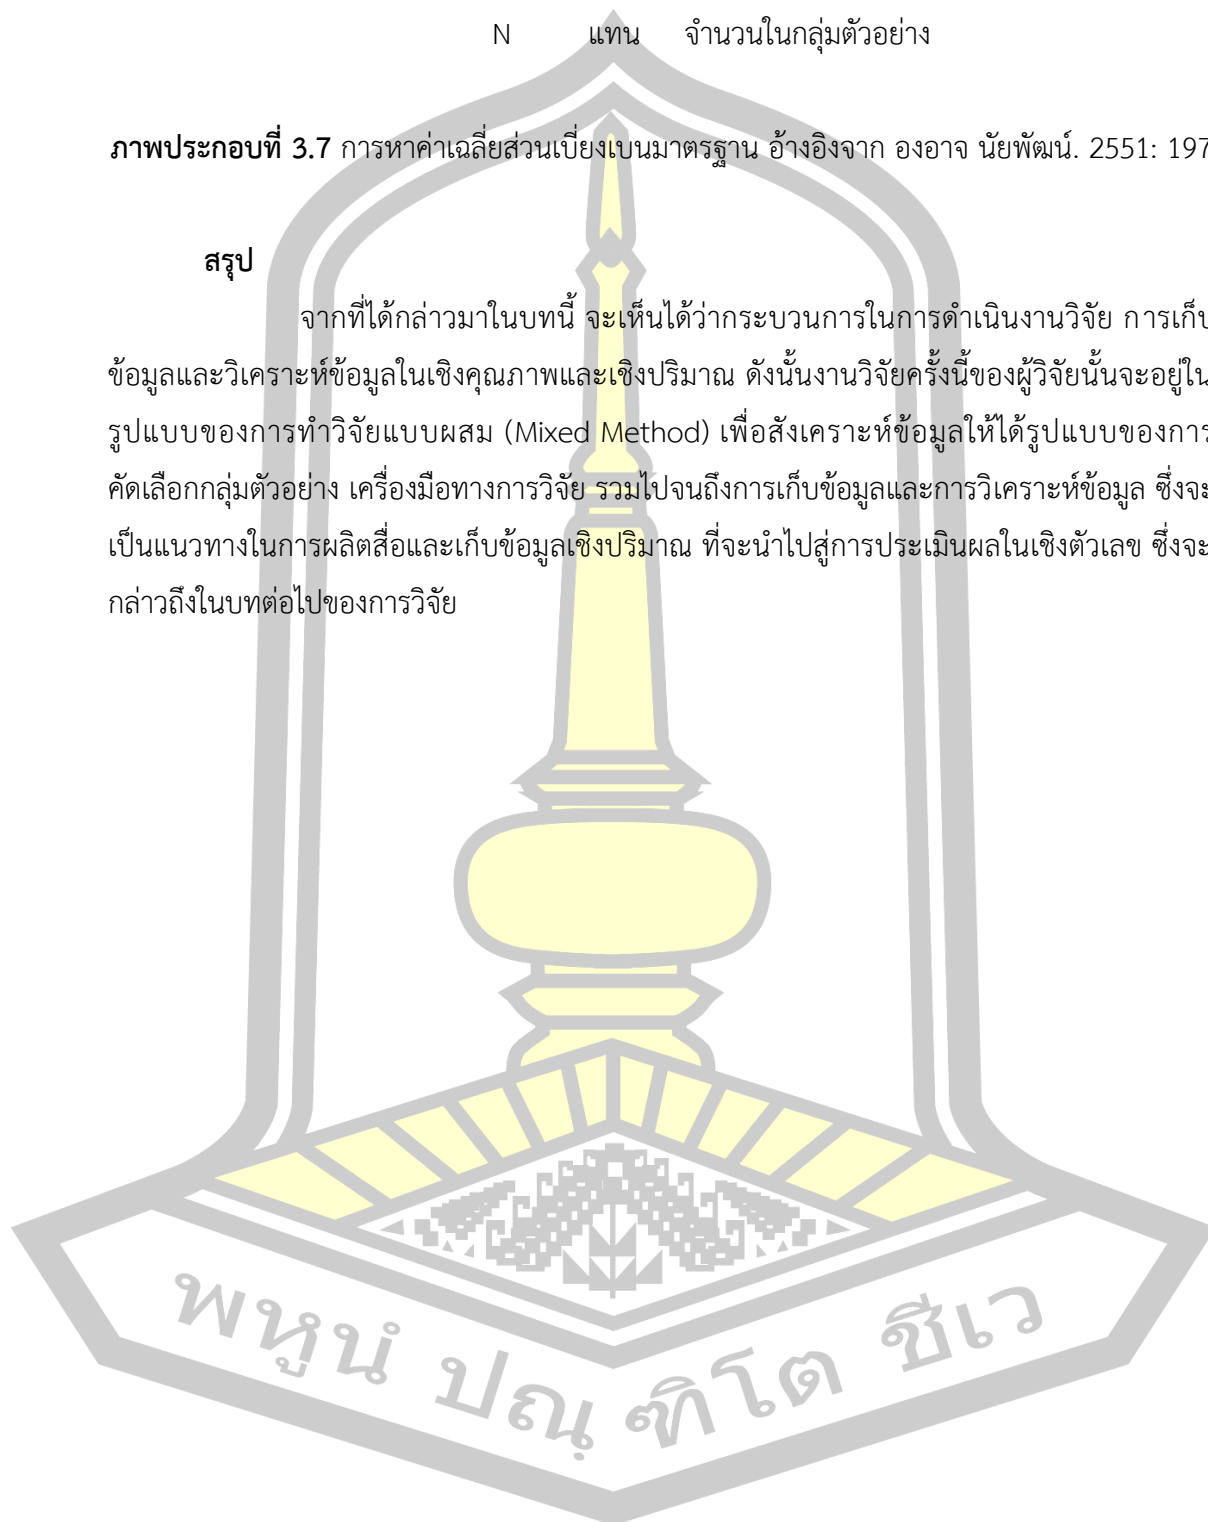 N แทน จำนวนในกลุ่มตัวอย่าง
ภาพประกอบที่ 3.7 การหาค่าเฉลี่ยส่วนเบี่ยงเบนมาตรฐาน อ้างอิงจาก องอาจ นัยพัฒน์. 2551: 197
สรุป
จากที่ได้กล่าวมาในบทนี้ จะเห็นได้ว่ากระบวนการในการดำเนินงานวิจัย การเก็บ
ข้อมูลและวิเคราะห์ข้อมูลในเชิงคุณภาพและเชิงปริมาณ ดังนั้นงานวิจัยครั้งนี้ของผู้วิจัยนั้นจะอยู่ใน
รูปแบบของการทำวิจัยแบบผสม (Mixed Method) เพื่อสังเคราะห์ข้อมูลให้ได้รูปแบบของการ
คัดเลือกกลุ่มตัวอย่าง เครื่องมือทางการวิจัย รวมไปจนถึงการเก็บข้อมูลและการวิเคราะห์ข้อมูล ซึ่งจะ
เป็นแนวทางในการผลิตสื่อและเก็บข้อมูลเชิงปริมาณ ที่จะนำไปสู่การประเมินผลในเชิงตัวเลข ซึ่งจะ
กล่าวถึงในบทต่อไปของการวิจัย
พหูนํ ปณฺ ฑิโต ชีเว